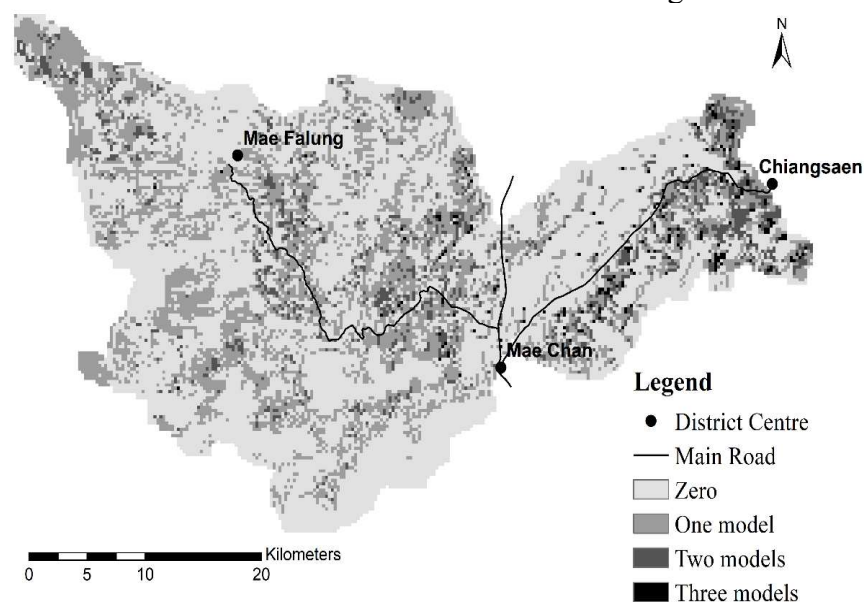 N
Mae Falung
Chiangsaen
Mae Chan
Legend
District Centre
Main Road
Zero
One model
Two models
Three models
Kilometers
0 5 10 20